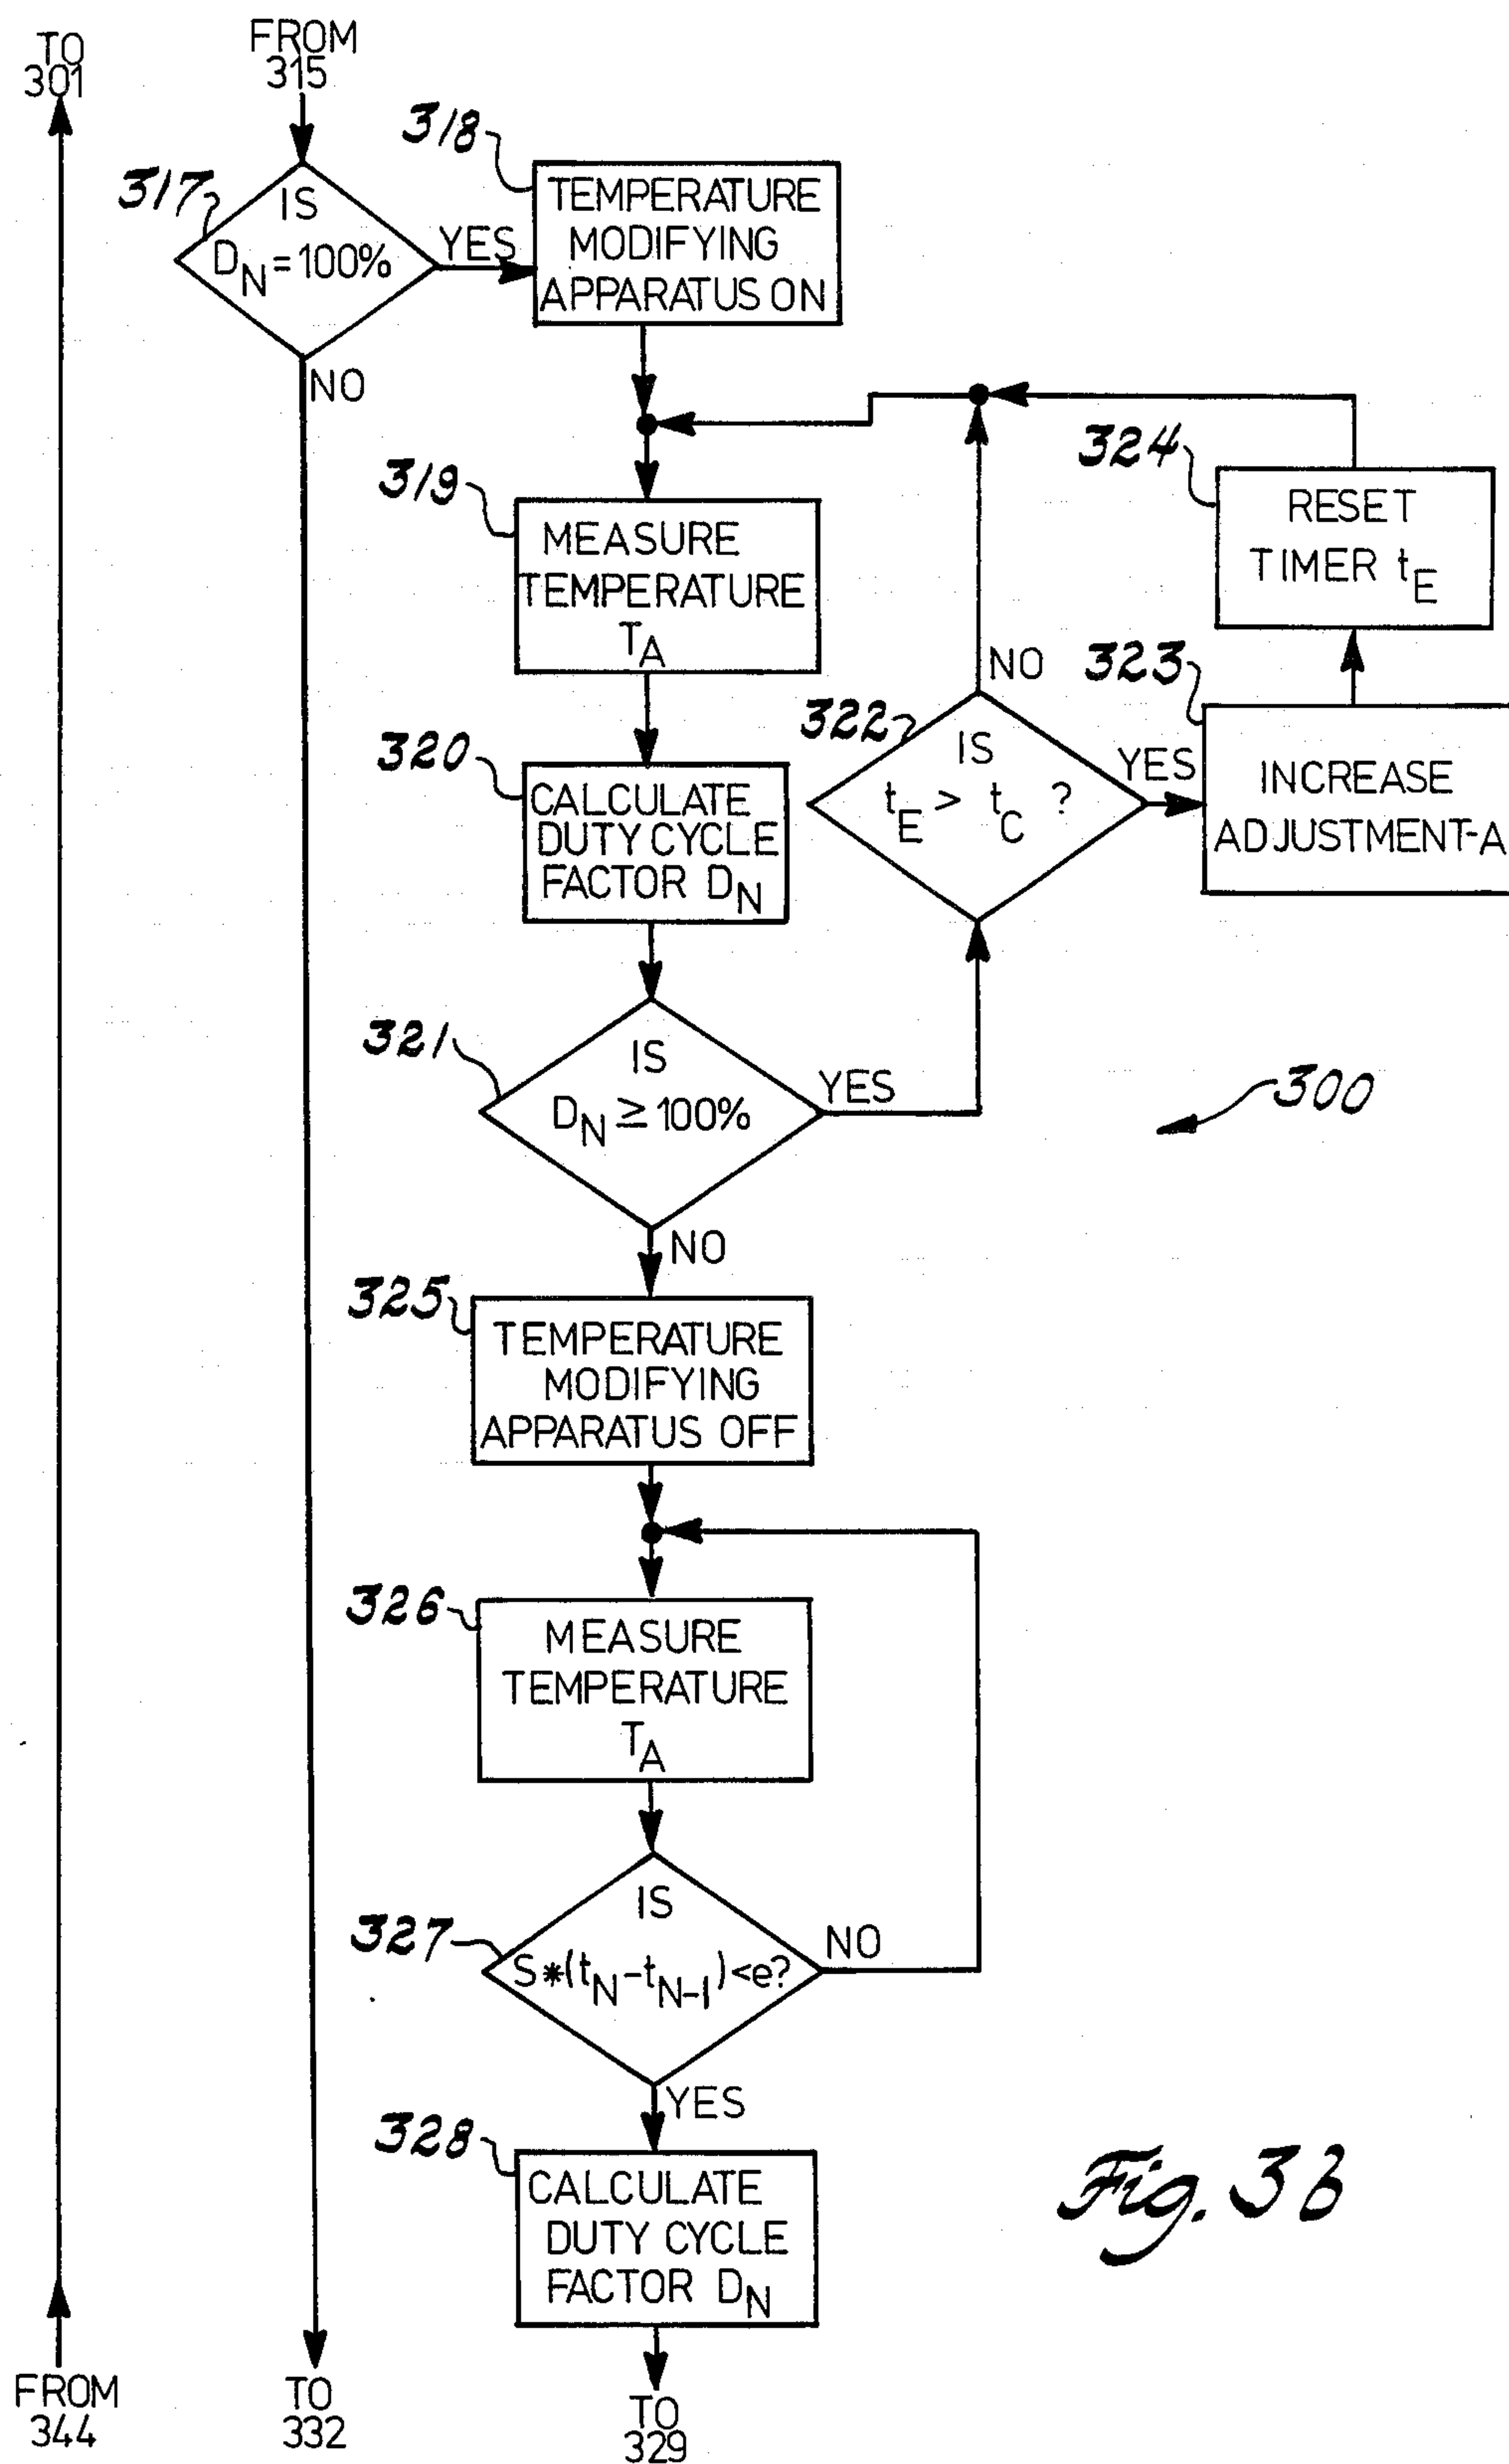 TO
301
FROM
315
317
IS
D_N=100%
YES
NO
318
TEMPERATURE
MODIFYING
APPARATUS ON
319
MEASURE
TEMPERATURE
T_A
320
CALCULATE
DUTY CYCLE
FACTOR D_N
321
IS
D_N ≥ 100%
YES
NO
322
IS
t_E > t_C ?
NO
YES
323
INCREASE
ADJUSTMENT-A
324
RESET
TIMER t_E
300
325
TEMPERATURE
MODIFYING
APPARATUS OFF
326
MEASURE
TEMPERATURE
T_A
327
IS
S*(t_N-t_N-1)<e?
NO
YES
328
CALCULATE
DUTY CYCLE
FACTOR D_N
Fig. 3b
FROM
344
TO
332
TO
329